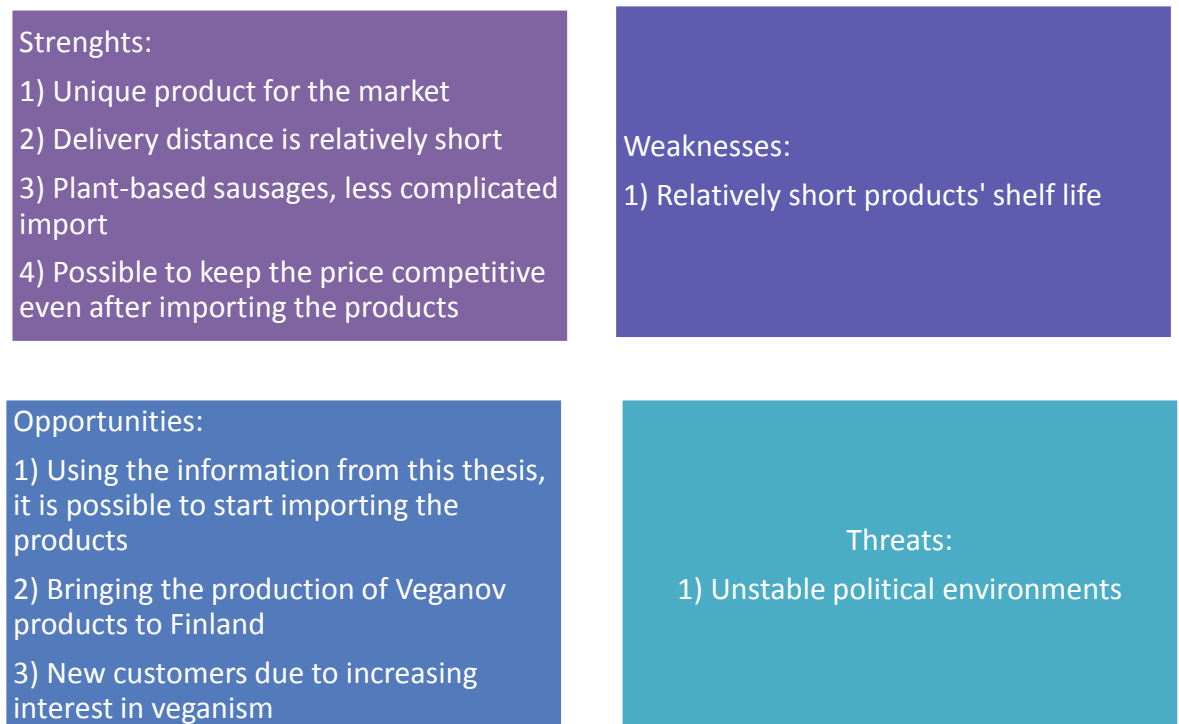 Strenghts:
1) Unique product for the market
2) Delivery distance is relatively short
3) Plant-based sausages, less complicated
import
4) Possible to keep the price competitive
even after importing the products
Weaknesses:
1) Relatively short products' shelf life
Opportunities:
1) Using the information from this thesis,
it is possible to start importing the
products
2) Bringing the production of Veganov
products to Finland
3) New customers due to increasing
interest in veganism
Threats:
1) Unstable political environments